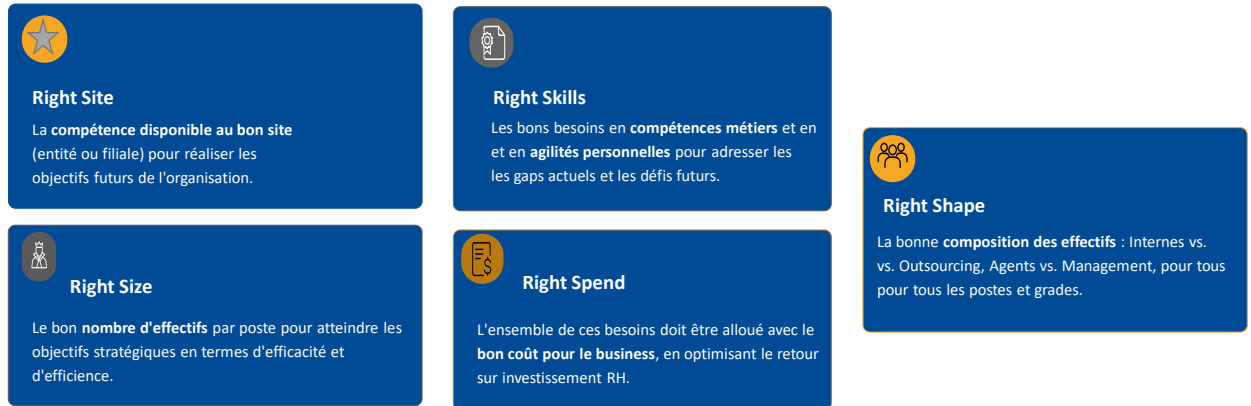 Right Site
La compétence disponible au bon site
(entité ou filiale) pour réaliser les
objectifs futurs de l'organisation.
Right Size
Le bon nombre d'effectifs par poste pour atteindre les
objectifs stratégiques en termes d'efficacité et
d'efficience.
Right Skills
Les bons besoins en compétences métiers et en
et en agilités personnelles pour adresser les
les gaps actuels et les défis futurs.
Right Spend
L'ensemble de ces besoins doit être alloué avec le
bon coût pour le business, en optimisant le retour
sur investissement RH.
Right Shape
La bonne composition des effectifs : Internes vs.
vs. Outsourcing, Agents vs. Management, pour tous
pour tous les postes et grades.